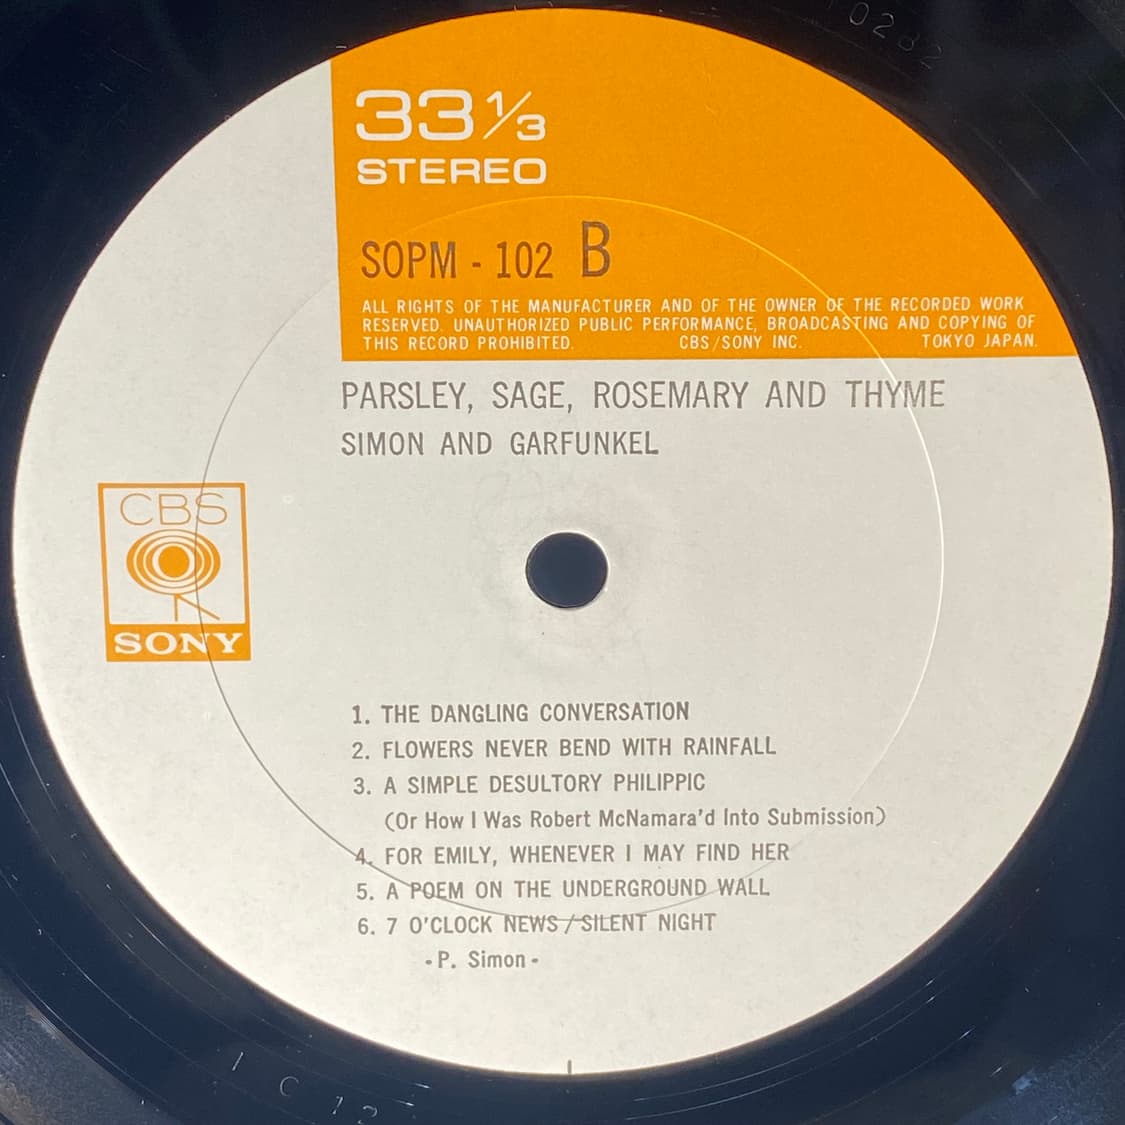 33 1/3
STEREO
SOPM - 102 B
ALL RIGHTS OF THE MANUFACTURER AND OF THE OWNER OF THE RECORDED WORK
RESERVED. UNAUTHORIZED PUBLIC PERFORMANCE, BROADCASTING AND COPYING OF
THIS RECORD PROHIBITED. CBS/SONY INC. TOKYO JAPAN.
PARSLEY, SAGE, ROSEMARY AND THYME
SIMON AND GARFUNKEL
CBS
SONY
1. THE DANGLING CONVERSATION
2. FLOWERS NEVER BEND WITH RAINFALL
3. A SIMPLE DESULTORY PHILIPPIC
(Or How I Was Robert McNamara'd Into Submission)
4. FOR EMILY, WHENEVER I MAY FIND HER
5. A POEM ON THE UNDERGROUND WALL
6. 7 O'CLOCK NEWS/SILENT NIGHT
-P. Simon-